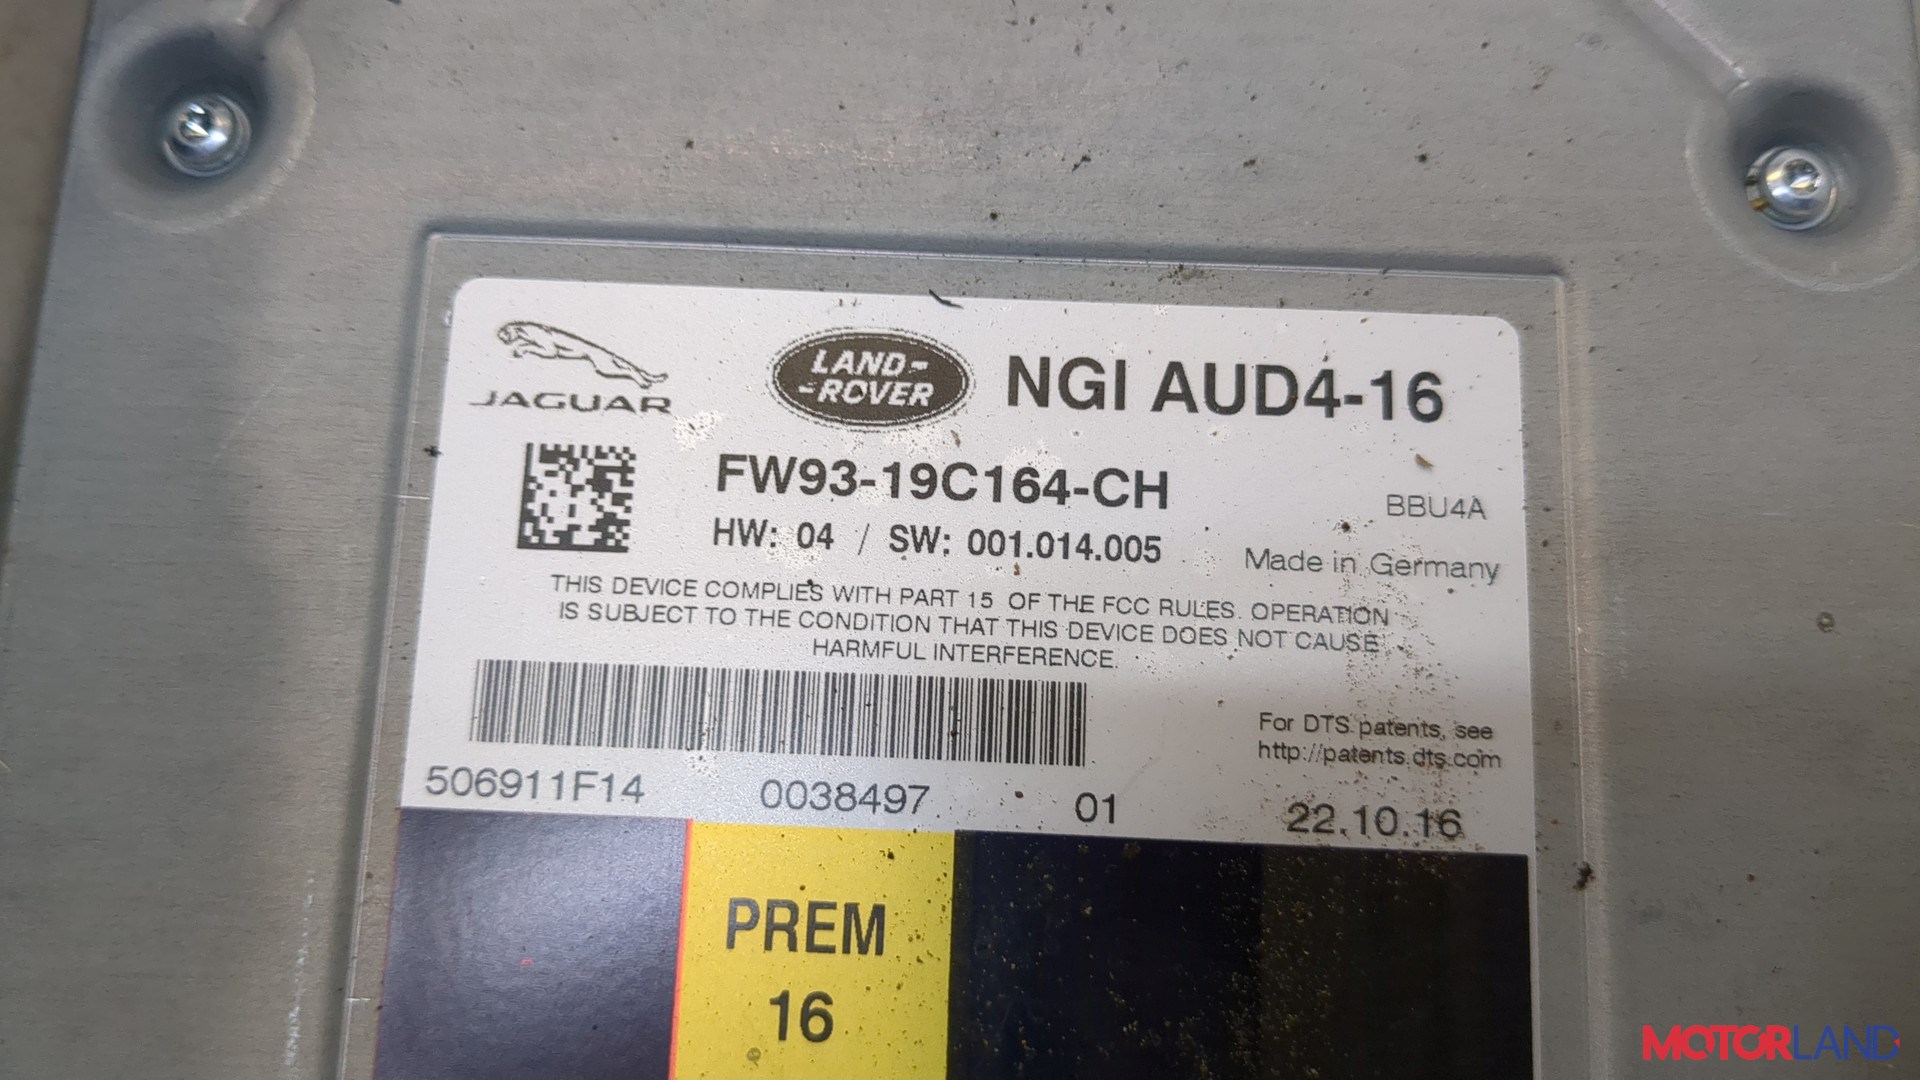 JAGUAR
LAND-
-ROVER
NGI AUD4-16
FW93-19C164-CH
BBU4A
HW: 04 / SW: 001.014.005
Made in Germany
THIS DEVICE COMPLIES WITH PART 15 OF THE FCC RULES. OPERATION
IS SUBJECT TO THE CONDITION THAT THIS DEVICE DOES NOT CAUSE
HARMFUL INTERFERENCE.
For DTS patents, see
http://patents.dts.com
506911F14 0038497 01 22.10.16
PREM
16
MOTORLAND